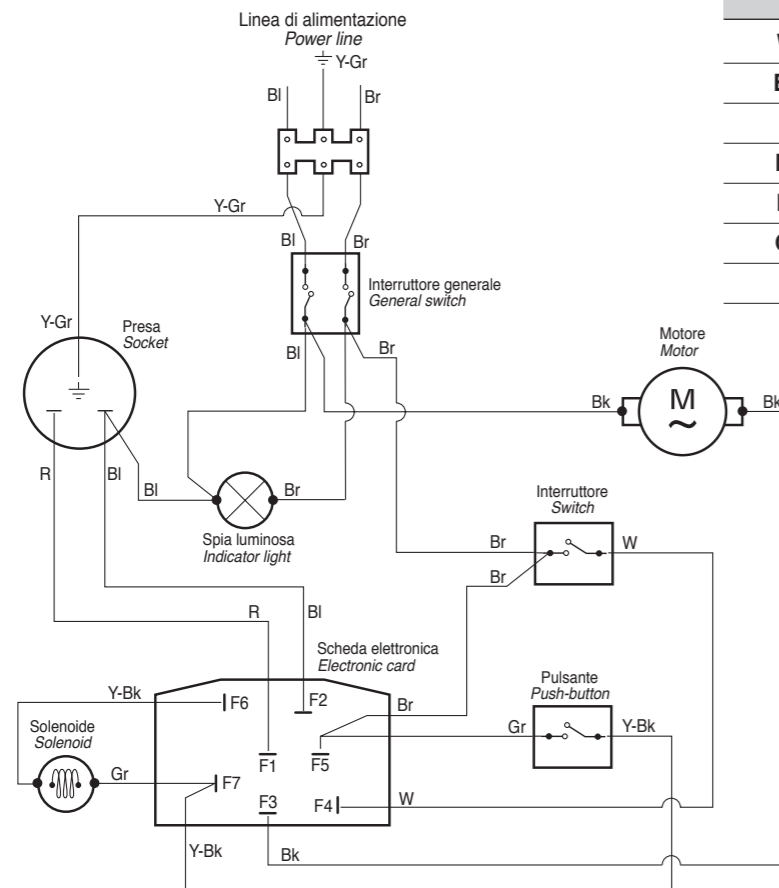 Linea di alimentazione
Power line
Y-Gr
Bl
Br
Y-Gr
Bl
Br
Interruttore generale
General switch
Y-Gr
Presa
Socket
Bl
Br
Motore
Motor
Bk
M
~
Bk
R
Bl
Bl
Br
Spia luminosa
Indicator light
Interruttore
Switch
Br
W
Br
R
Bl
Scheda elettronica
Electronic card
Y-Bk
F6
F2
Br
Pulsante
Push-button
Solenoide
Solenoid
Gr
Y-Bk
F1
F5
Gr
F7
F3
F4
W
Y-Bk
Bk